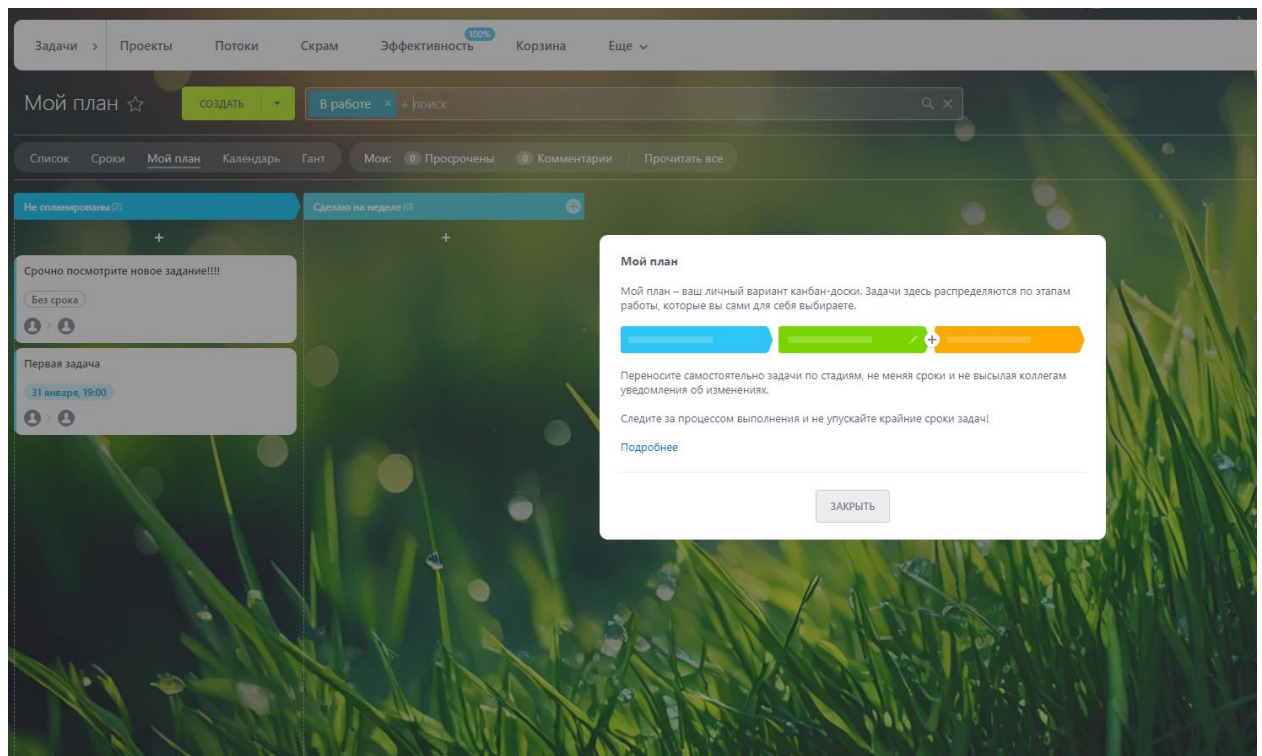 100%
Задачи > Проекты Потоки Скрам Эффективность Корзина Еще
Мой план СОЗДАТЬ В работе × + поиск
Список Сроки Мой план Календарь Гант Мои: 0 Просрочены 0 Комментарии Прочитать все
Не спланированы (2) Сделаю на неделе (0)
+ +
Срочно посмотрите новое задание!!!!
Без срока
Первая задача
31 января, 19:00
Мой план
Мой план – ваш личный вариант канбан-доски. Задачи здесь распределяются по этапам
работы, которые вы сами для себя выбираете.
Переносите самостоятельно задачи по стадиям, не меняя сроки и не высылая коллегам
уведомления об изменениях.
Следите за процессом выполнения и не упускайте крайние сроки задач!
Подробнее
ЗАКРЫТЬ